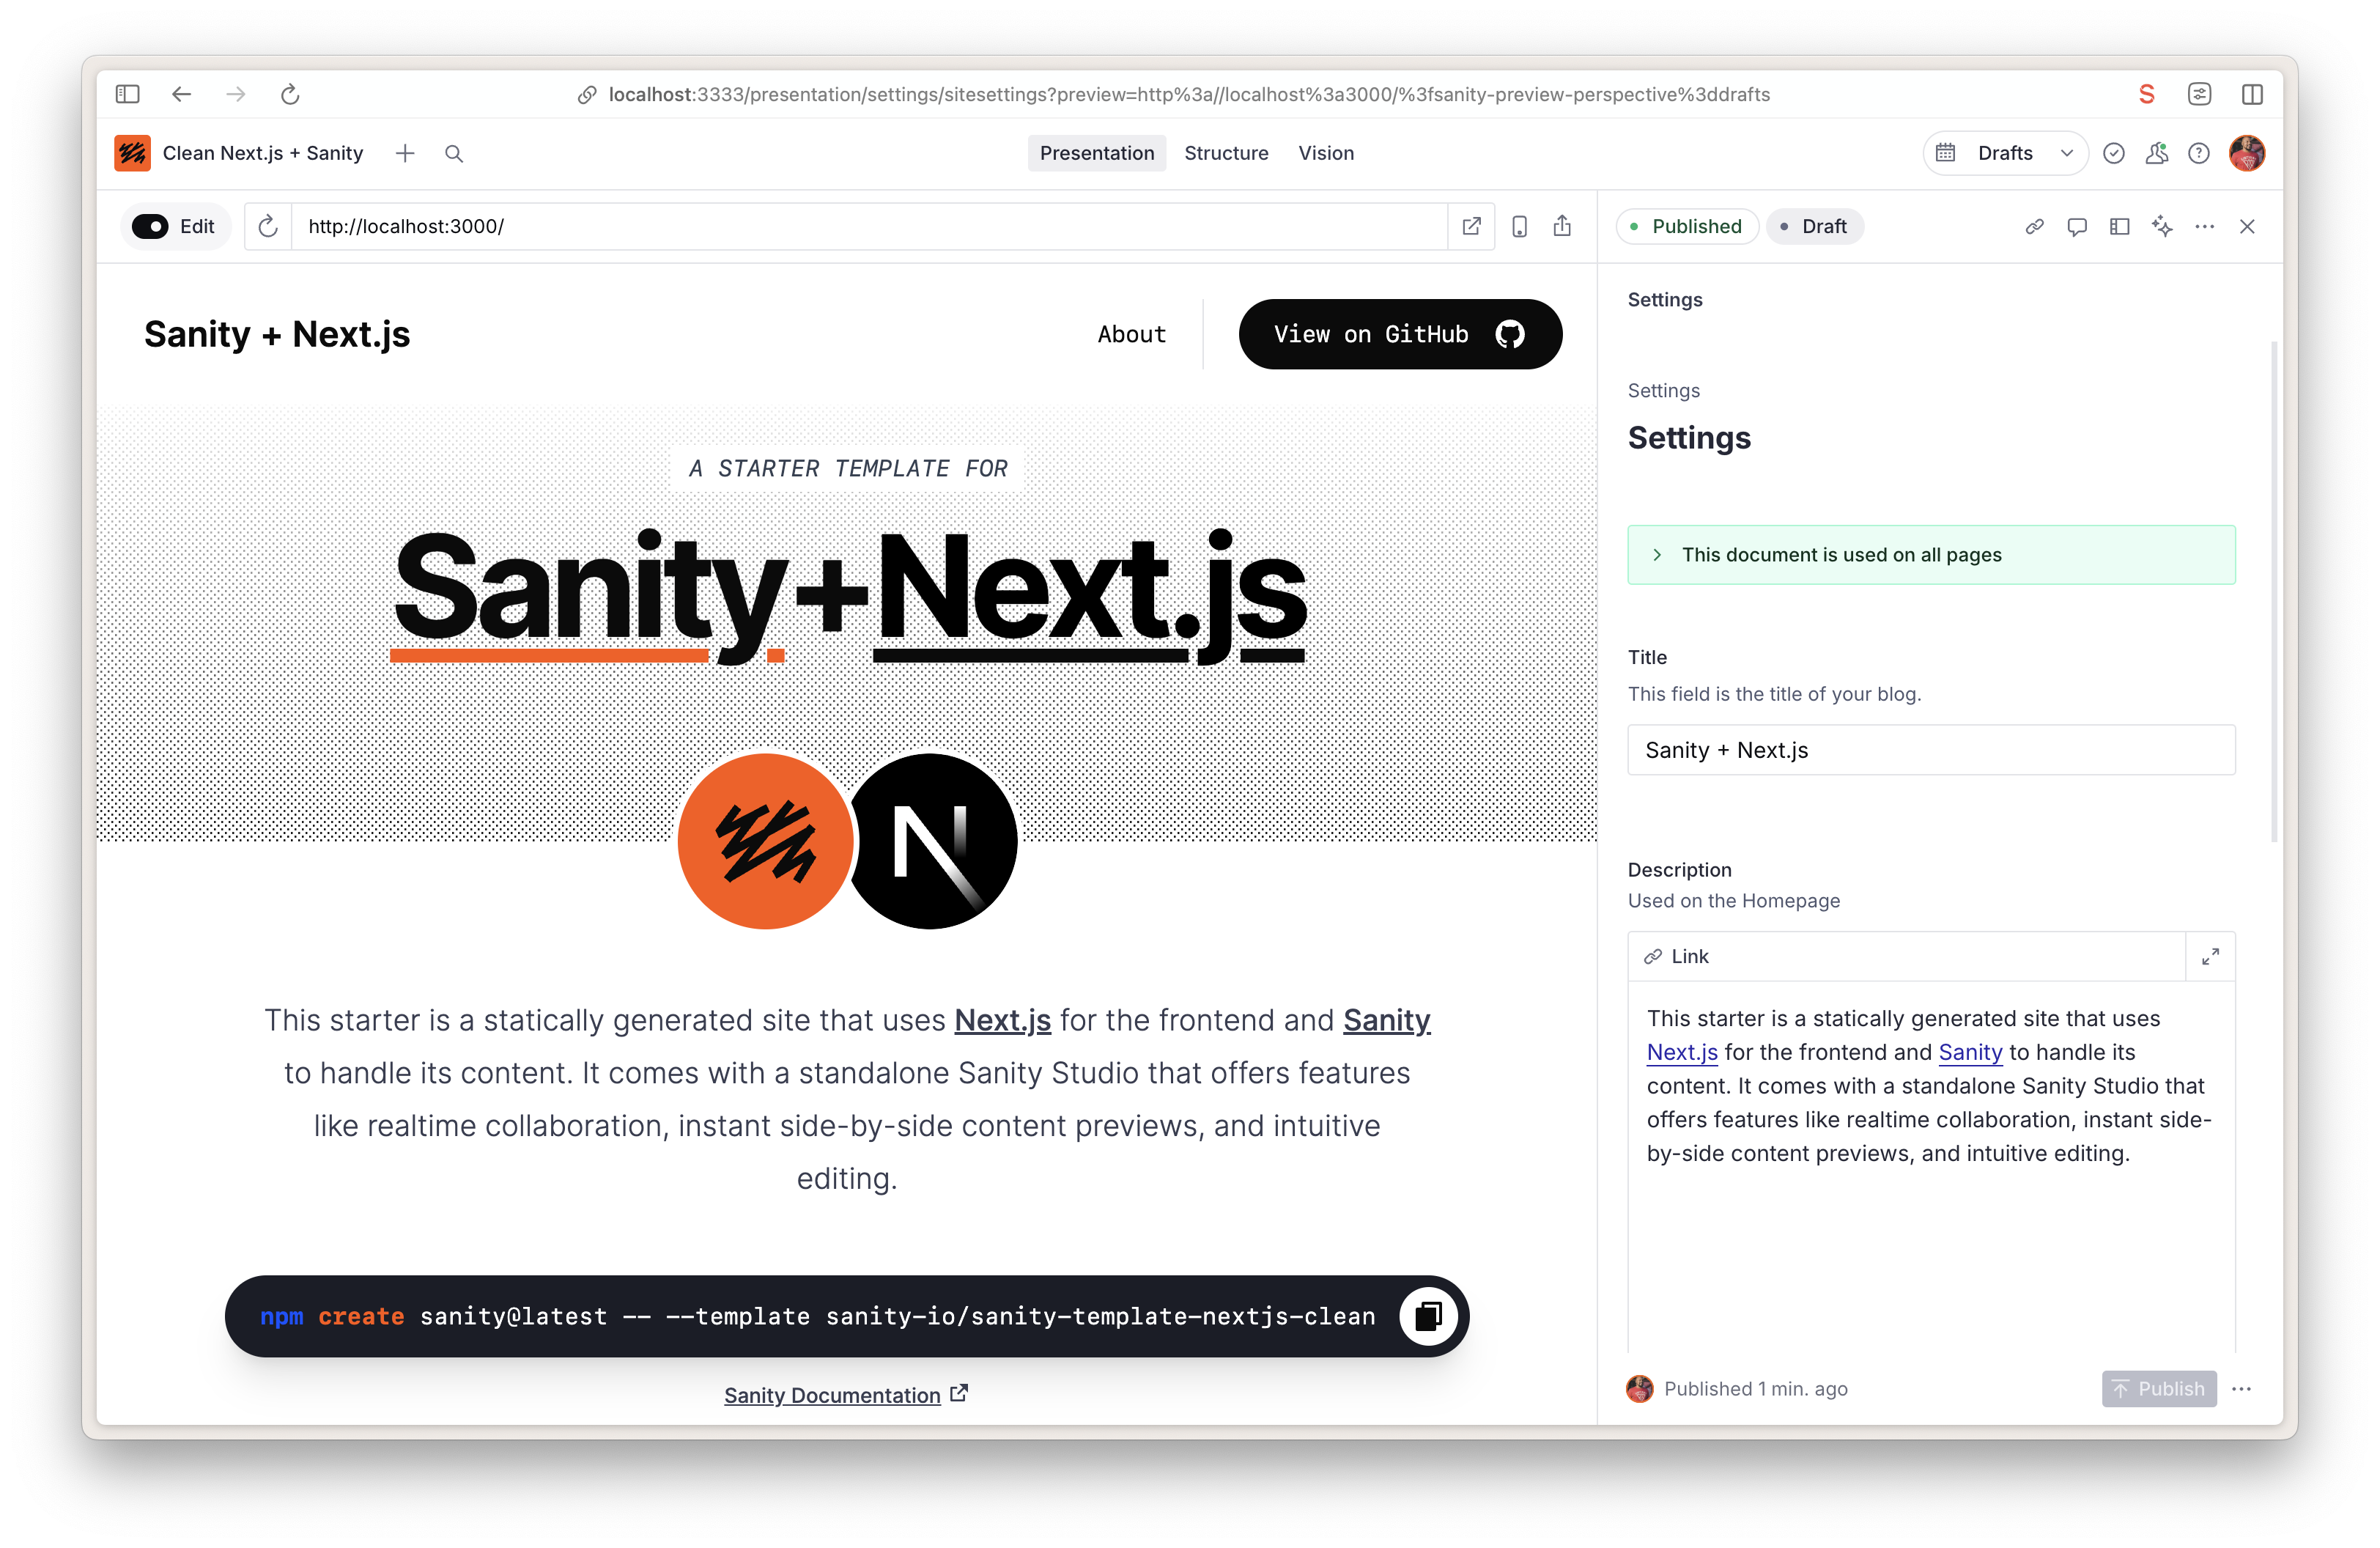 localhost:3333/presentation/settings/sitesettings?preview=http%3a//localhost%3a3000/%3fsanity-preview-perspective%3ddrafts
S
Clean Next.js + Sanity
Presentation
Structure
Vision
Drafts
Edit
http://localhost:3000/
Published
Draft
Sanity + Next.js
About
View on GitHub
A STARTER TEMPLATE FOR
Sanity+Next.js
N
This starter is a statically generated site that uses Next.js for the frontend and Sanity
to handle its content. It comes with a standalone Sanity Studio that offers features
like realtime collaboration, instant side-by-side content previews, and intuitive
editing.
npm create sanity@latest -- --template sanity-io/sanity-template-nextjs-clean
Sanity Documentation
Settings
Settings
Settings
This document is used on all pages
Title
This field is the title of your blog.
Sanity + Next.js
Description
Used on the Homepage
Link
This starter is a statically generated site that uses
Next.js for the frontend and Sanity to handle its
content. It comes with a standalone Sanity Studio that
offers features like realtime collaboration, instant side-
by-side content previews, and intuitive editing.
Published 1 min. ago
Publish